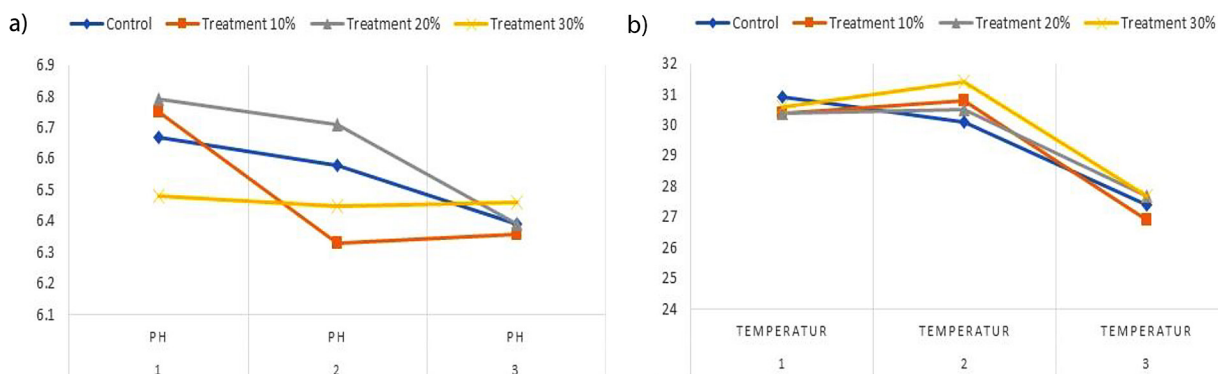 a)
Control Treatment 10% Treatment 20% Treatment 30%
6.9
6.8
6.7
6.6
6.5
6.4
6.3
6.2
6.1
PH PH PH
1 2 3
b)
Control Treatment 10% Treatment 20% Treatment 30%
32
31
30
29
28
27
26
25
24
TEMPERATUR TEMPERATUR TEMPERATUR
1 2 3